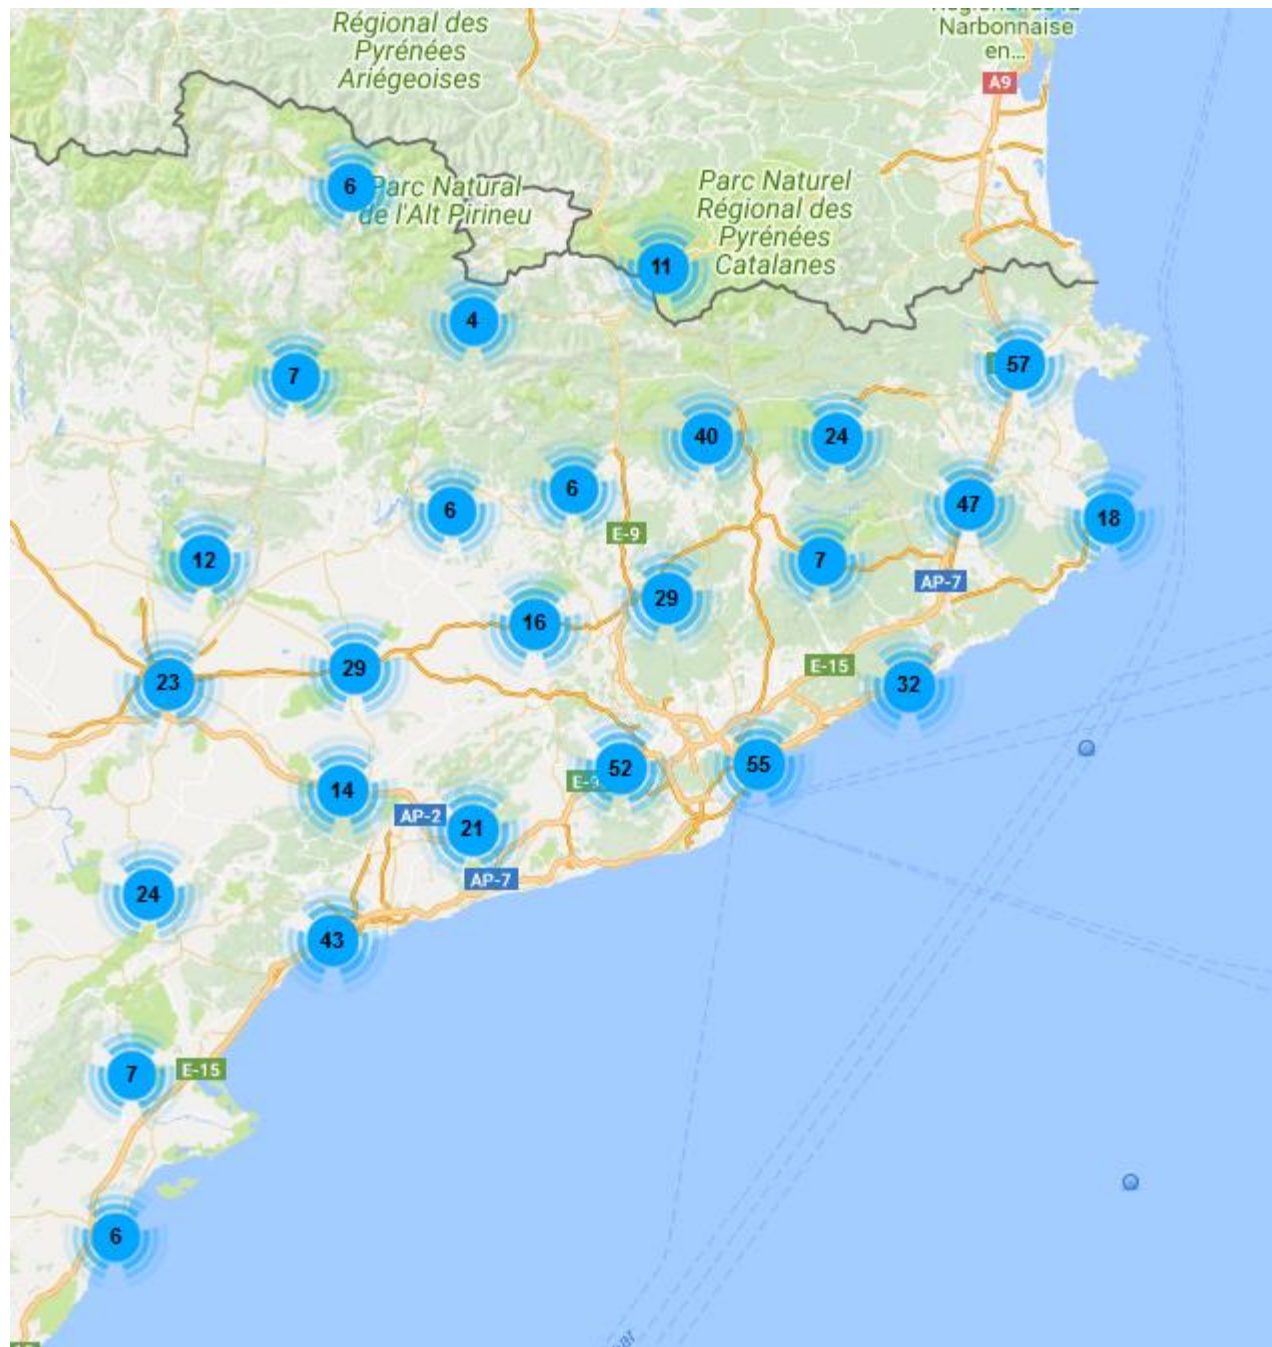 Régional des
Pyrénées
Ariégeoises
Narbonnaise
en...
A9
6
Parc Natural
de l'Alt Pirineu
Parc Naturel
Régional des
Pyrénées
Catalanes
11
4
7
57
40
24
6
6
47
18
E-9
12
7
AP-7
29
16
29
E-15
23
32
52
55
14
AP-2
21
AP-7
24
43
7
E-15
6